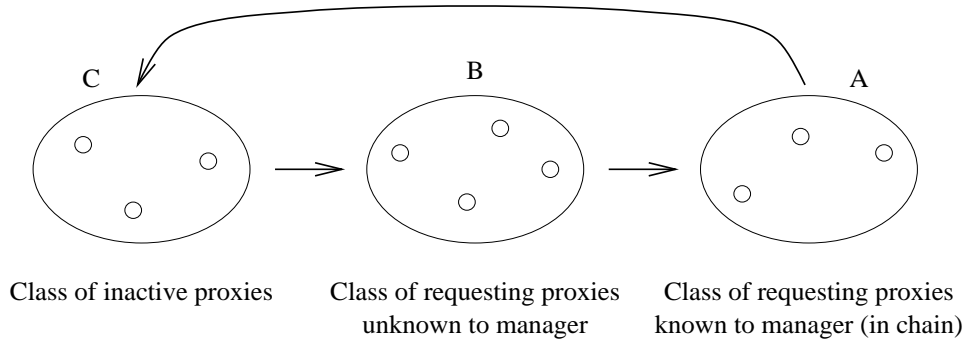 C
B
A
Class of inactive proxies
Class of requesting proxies
unknown to manager
Class of requesting proxies
known to manager (in chain)